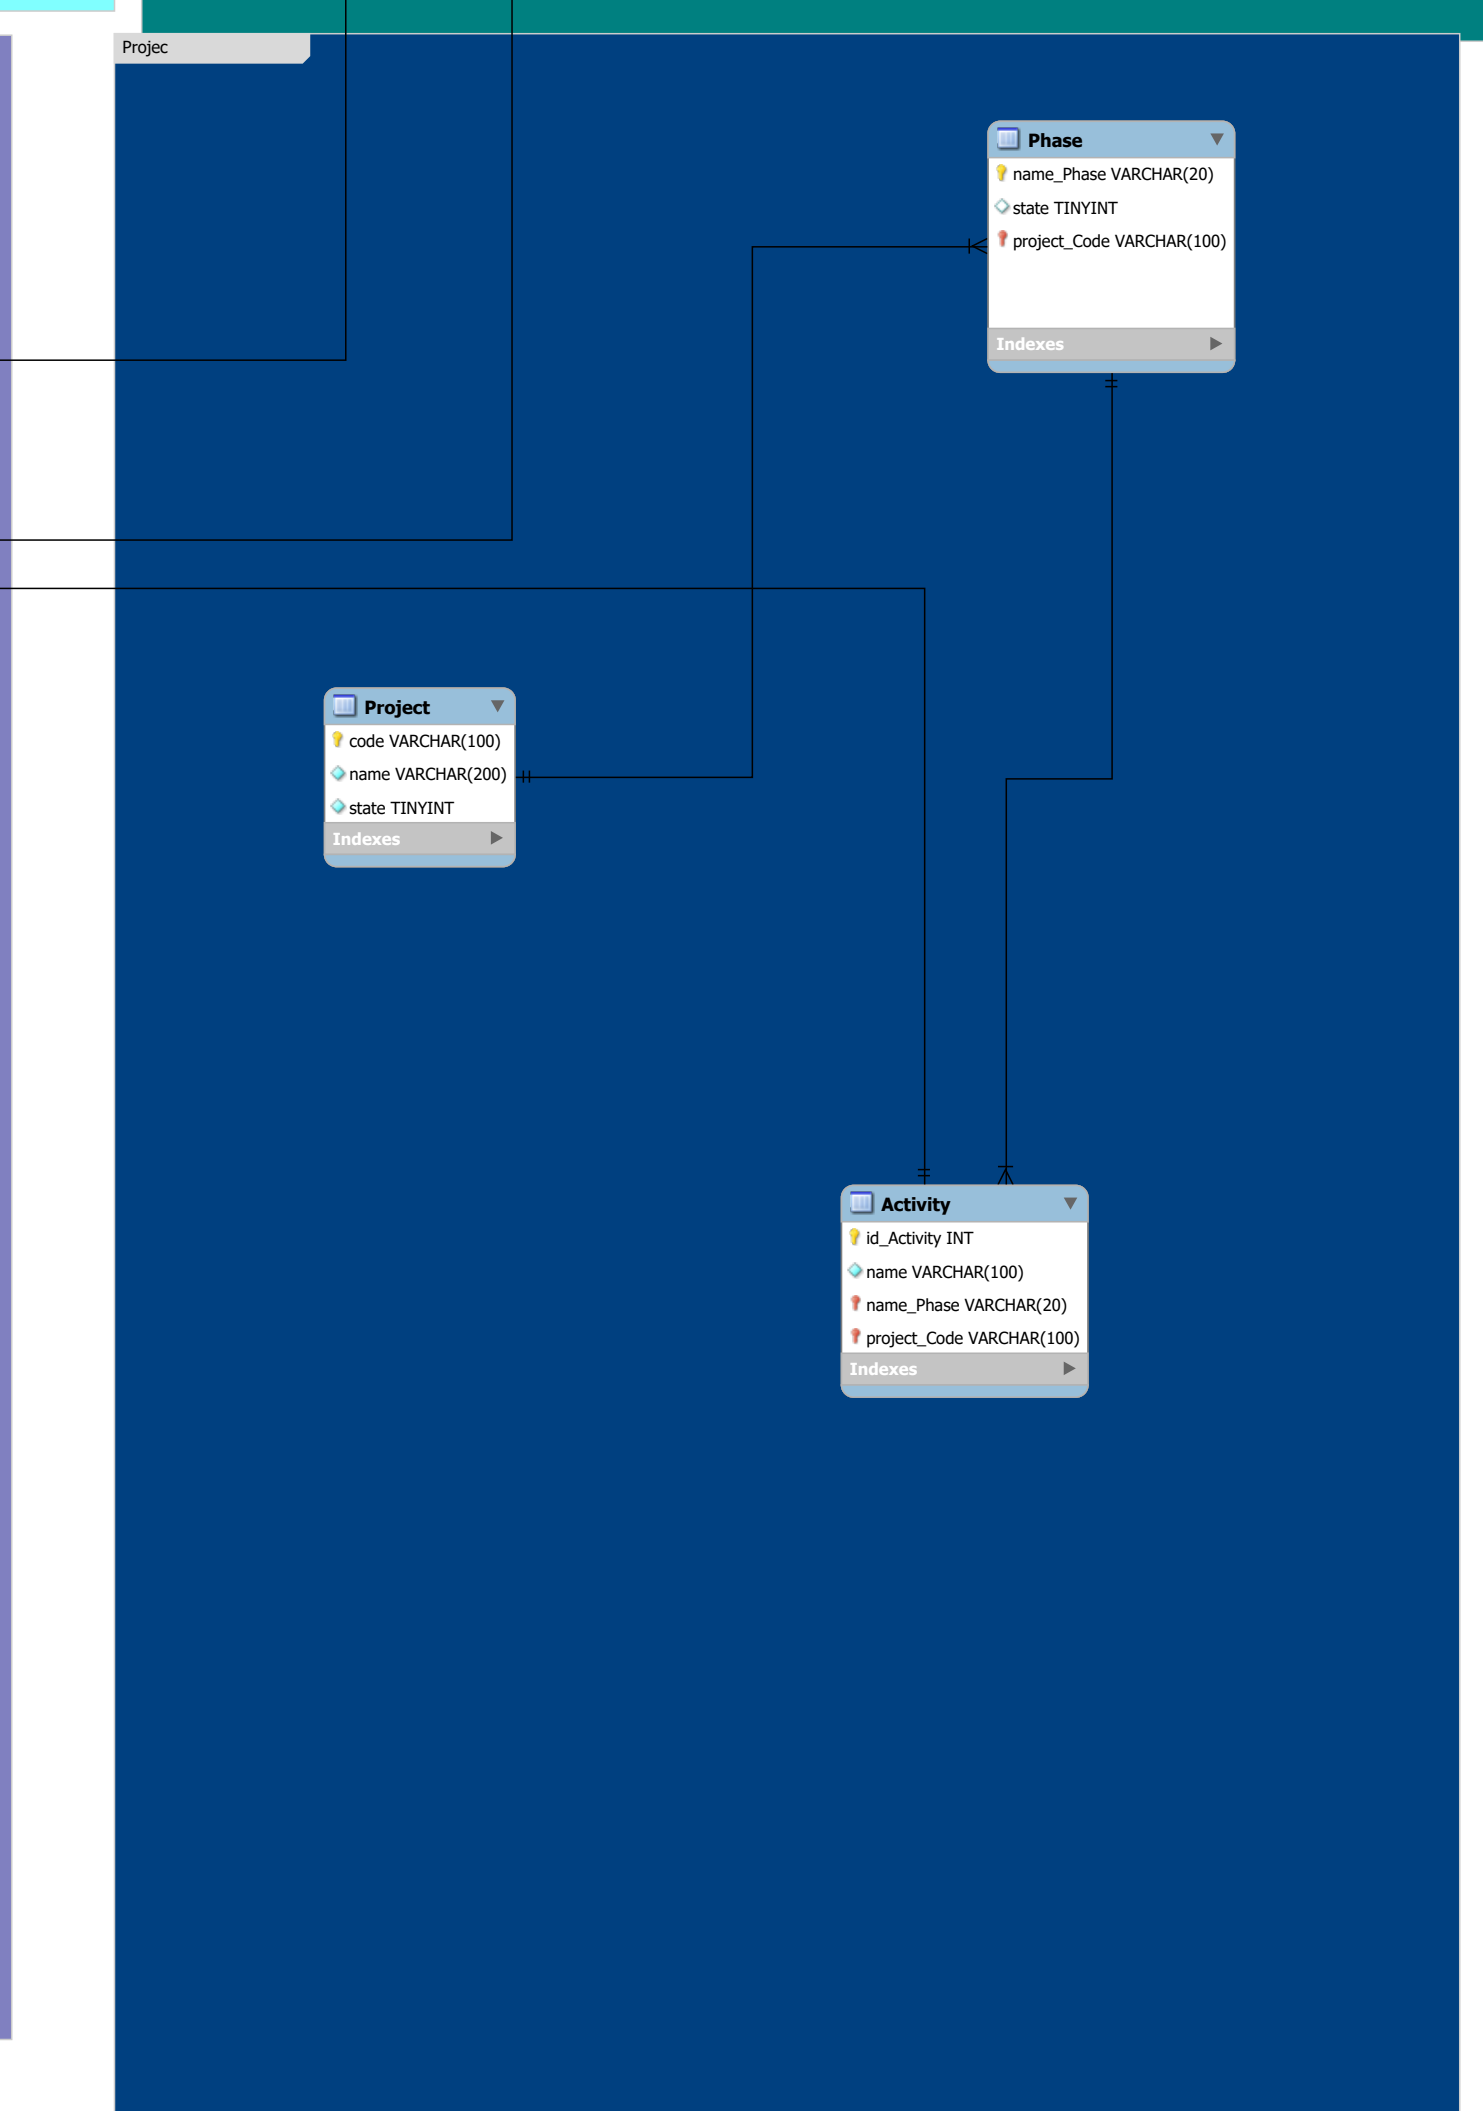 Projec
Phase
name_Phase VARCHAR(20)
state TINYINT
project_Code VARCHAR(100)
Indexes
Project
code VARCHAR(100)
name VARCHAR(200)
state TINYINT
Indexes
Activity
id_Activity INT
name VARCHAR(100)
name_Phase VARCHAR(20)
project_Code VARCHAR(100)
Indexes